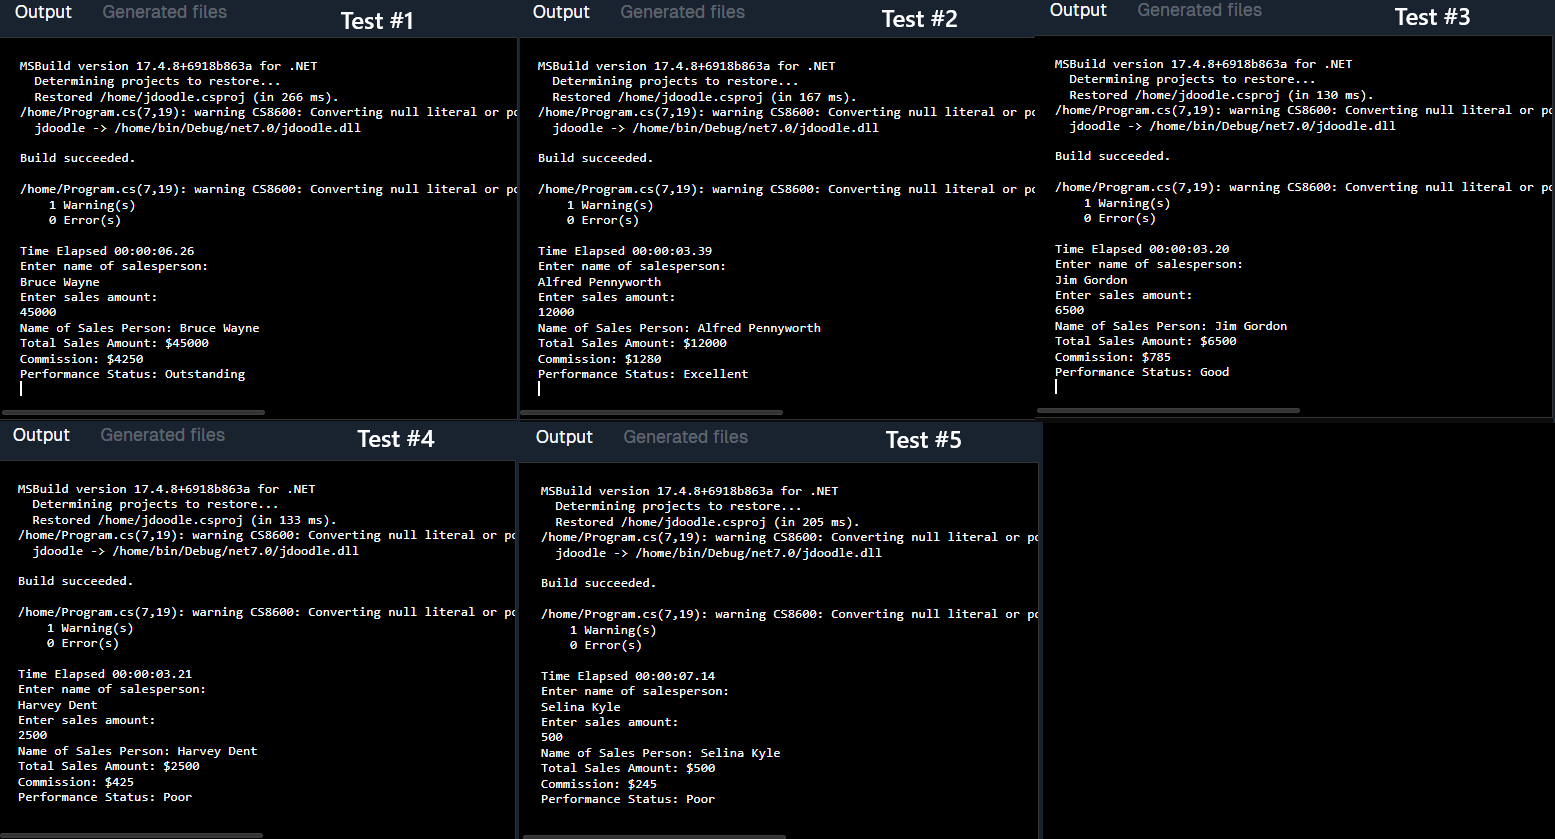 Output Generated files Test #1
MSBuild version 17.4.8+6918b863a for .NET
Determining projects to restore...
Restored /home/jdoodle.csproj (in 266 ms).
/home/Program.cs(7,19): warning CS8600: Converting null literal or po
jdoodle -> /home/bin/Debug/net7.0/jdoodle.dll
Build succeeded.
/home/Program.cs(7,19): warning CS8600: Converting null literal or po
1 Warning(s)
0 Error(s)
Time Elapsed 00:00:06.26
Enter name of salesperson:
Bruce Wayne
Enter sales amount:
45000
Name of Sales Person: Bruce Wayne
Total Sales Amount: $45000
Commission: $4250
Performance Status: Outstanding
Output Generated files Test #2
MSBuild version 17.4.8+6918b863a for .NET
Determining projects to restore...
Restored /home/jdoodle.csproj (in 167 ms).
/home/Program.cs(7,19): warning CS8600: Converting null literal or po
jdoodle -> /home/bin/Debug/net7.0/jdoodle.dll
Build succeeded.
/home/Program.cs(7,19): warning CS8600: Converting null literal or po
1 Warning(s)
0 Error(s)
Time Elapsed 00:00:03.39
Enter name of salesperson:
Alfred Pennyworth
Enter sales amount:
12000
Name of Sales Person: Alfred Pennyworth
Total Sales Amount: $12000
Commission: $1280
Performance Status: Excellent
Output Generated files Test #3
MSBuild version 17.4.8+6918b863a for .NET
Determining projects to restore...
Restored /home/jdoodle.csproj (in 130 ms).
/home/Program.cs(7,19): warning CS8600: Converting null literal or po
jdoodle -> /home/bin/Debug/net7.0/jdoodle.dll
Build succeeded.
/home/Program.cs(7,19): warning CS8600: Converting null literal or po
1 Warning(s)
0 Error(s)
Time Elapsed 00:00:03.20
Enter name of salesperson:
Jim Gordon
Enter sales amount:
6500
Name of Sales Person: Jim Gordon
Total Sales Amount: $6500
Commission: $785
Performance Status: Good
Output Generated files Test #4
MSBuild version 17.4.8+6918b863a for .NET
Determining projects to restore...
Restored /home/jdoodle.csproj (in 133 ms).
/home/Program.cs(7,19): warning CS8600: Converting null literal or po
jdoodle -> /home/bin/Debug/net7.0/jdoodle.dll
Build succeeded.
/home/Program.cs(7,19): warning CS8600: Converting null literal or po
1 Warning(s)
0 Error(s)
Time Elapsed 00:00:03.21
Enter name of salesperson:
Harvey Dent
Enter sales amount:
2500
Name of Sales Person: Harvey Dent
Total Sales Amount: $2500
Commission: $425
Performance Status: Poor
Output Generated files Test #5
MSBuild version 17.4.8+6918b863a for .NET
Determining projects to restore...
Restored /home/jdoodle.csproj (in 205 ms).
/home/Program.cs(7,19): warning CS8600: Converting null literal or po
jdoodle -> /home/bin/Debug/net7.0/jdoodle.dll
Build succeeded.
/home/Program.cs(7,19): warning CS8600: Converting null literal or po
1 Warning(s)
0 Error(s)
Time Elapsed 00:00:07.14
Enter name of salesperson:
Selina Kyle
Enter sales amount:
500
Name of Sales Person: Selina Kyle
Total Sales Amount: $500
Commission: $245
Performance Status: Poor